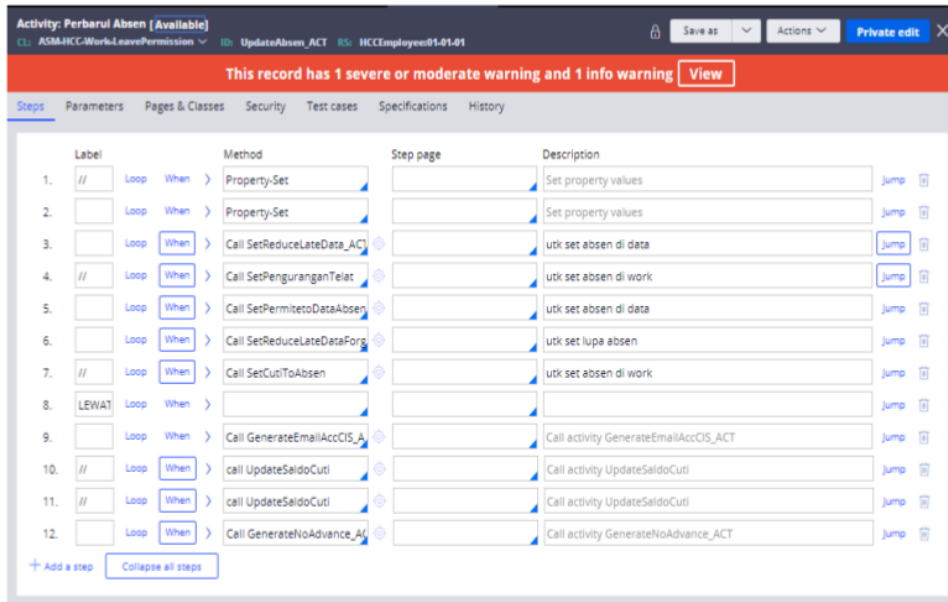 Activity: Perbarui Absen [Available]
CL: ASM-HCC-Work-LeavePermission ID: UpdateAbsen_ACT RS: HCCEmployee:01-01-01
Save as Actions Private edit
This record has 1 severe or moderate warning and 1 info warning View
Steps Parameters Pages & Classes Security Test cases Specifications History
Label Method Step page Description
1. // Loop When Property-Set Set property values Jump
2. Loop When Property-Set Set property values Jump
3. Loop When Call SetReduceLateData_ACT utk set absen di data Jump
4. // Loop When Call SetPenguranganTelat utk set absen di work Jump
5. Loop When Call SetPermitetoDataAbsen utk set absen di data Jump
6. Loop When Call SetReduceLateDataForg utk set lupa absen Jump
7. // Loop When Call SetCutiToAbsen utk set absen di work Jump
8. LEWAT Loop When Jump
9. Loop When Call GenerateEmailAccCIS_A Call activity GenerateEmailAccCIS_ACT Jump
10. // Loop When call UpdateSaldoCuti Call activity UpdateSaldoCuti Jump
11. // Loop When call UpdateSaldoCuti Call activity UpdateSaldoCuti Jump
12. Loop When Call GenerateNoAdvance_AC Call activity GenerateNoAdvance_ACT Jump
+ Add a step Collapse all steps